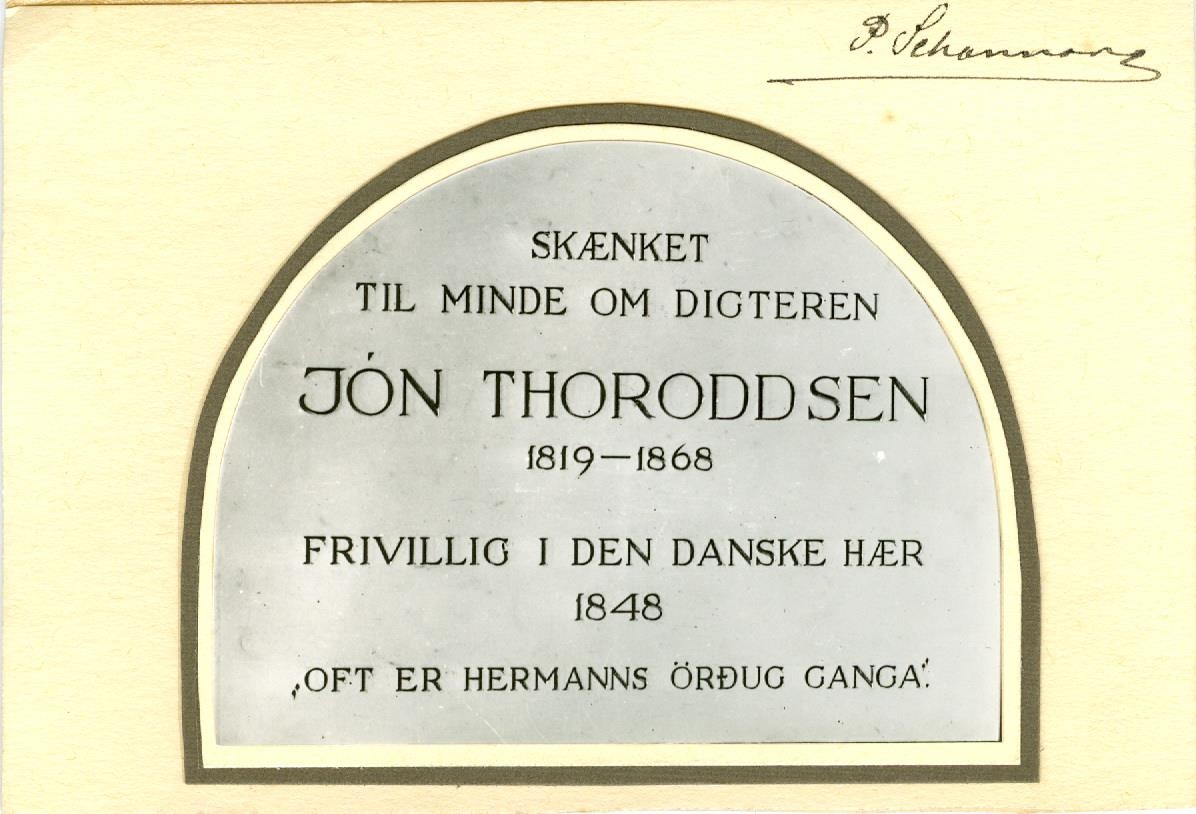 P. Schannong
SKÆNKET
TIL MINDE OM DIGTEREN
JÓN THORODDSEN
1819—1868
FRIVILLIG I DEN DANSKE HÆR
1848
„OFT ER HERMANNS ÖRÐUG GANGA“.